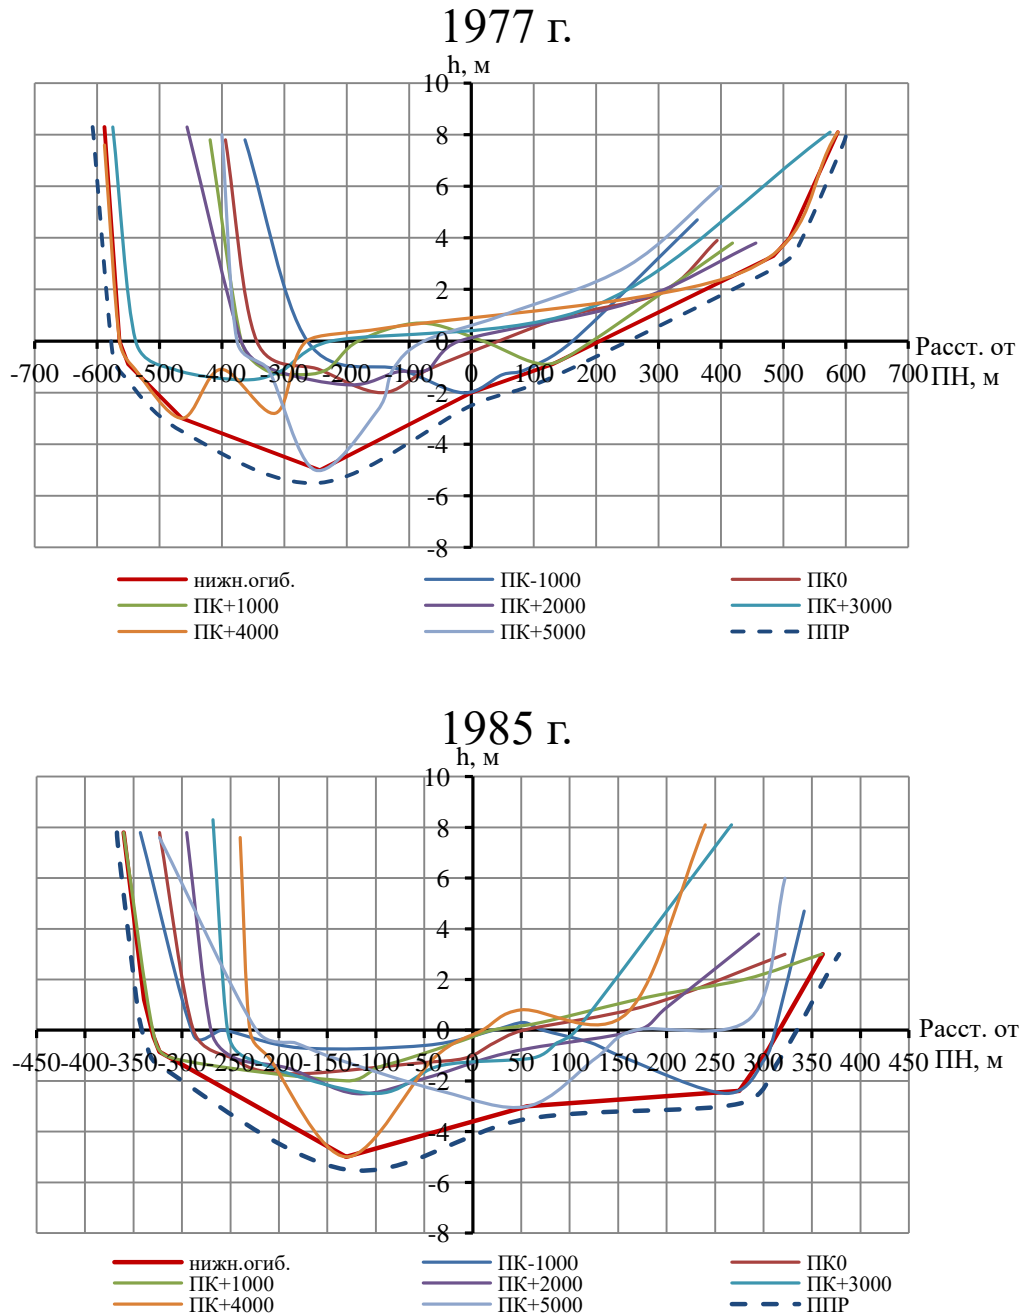 1977 г.
h, м
10
8
6
4
2
0
Расст. от
-700 -600 -500 -400 -300 -200 -100 0 100 200 300 400 500 600 700 ПН, м
-2
-4
-6
-8
нижн.огиб. ПК-1000 ПК0
ПК+1000 ПК+2000 ПК+3000
ПК+4000 ПК+5000 ППР
1985 г.
h, м
10
8
6
4
2
0
Расст. от
-450 -400 -350 -300 -250 -200 -150 -100 -50 0 50 100 150 200 250 300 350 400 450 ПН, м
-2
-4
-6
-8
нижн.огиб. ПК-1000 ПК0
ПК+1000 ПК+2000 ПК+3000
ПК+4000 ПК+5000 ППР